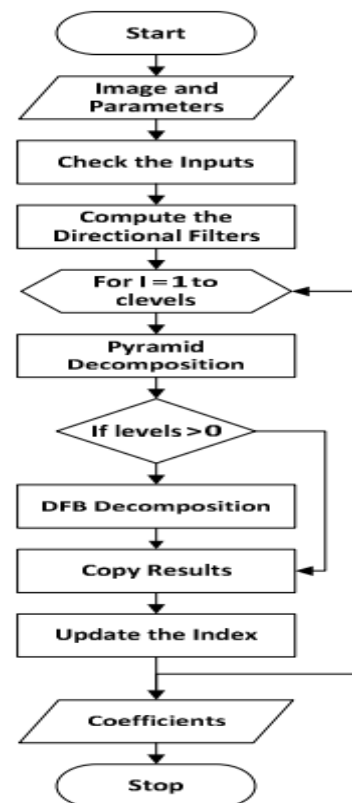 Start
Image and
Parameters
Check the Inputs
Compute the
Directional Filters
For I = 1 to
clevels
Pyramid
Decomposition
If levels >0
DFB Decomposition
Copy Results
Update the Index
Coefficients
Stop